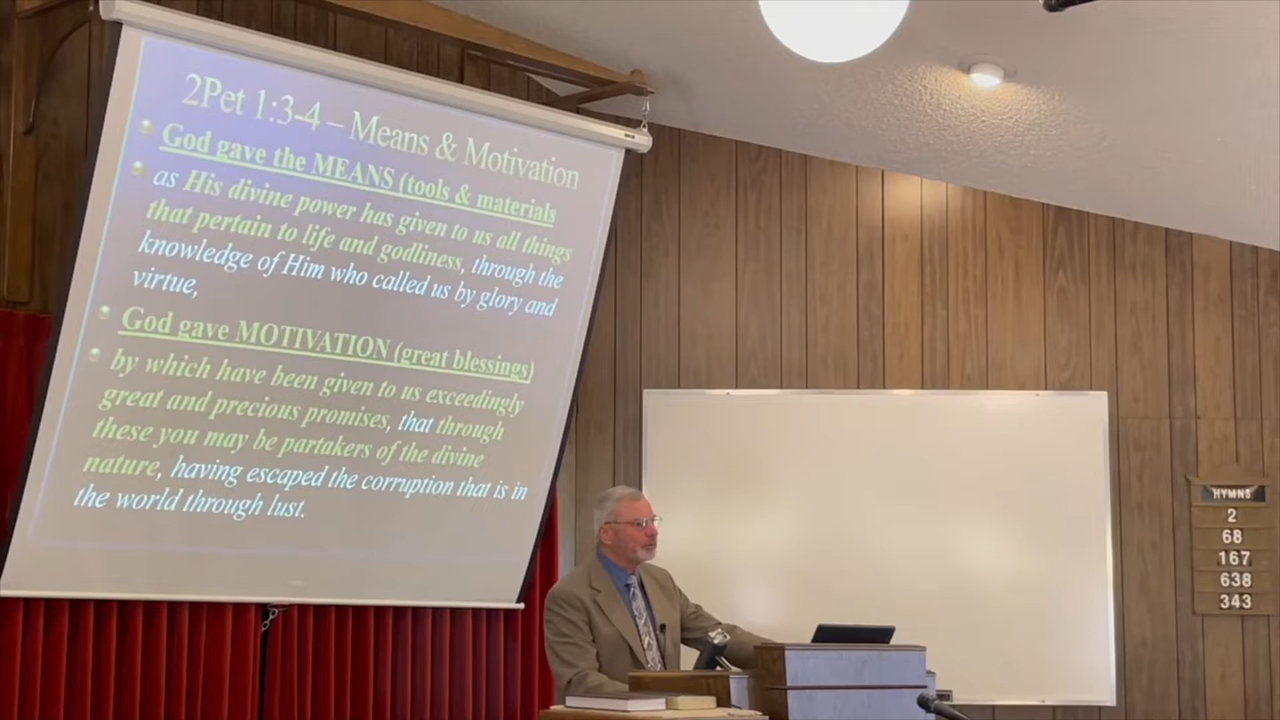 2Pet 1:3-4 – Means & Motivation
God gave the MEANS (tools & materials
as His divine power has given to us all things
that pertain to life and godliness, through the
knowledge of Him who called us by glory and
virtue,
God gave MOTIVATION (great blessings)
by which have been given to us exceedingly
great and precious promises, that through
these you may be partakers of the divine
nature, having escaped the corruption that is in
the world through lust.
HYMNS
2
68
167
638
343